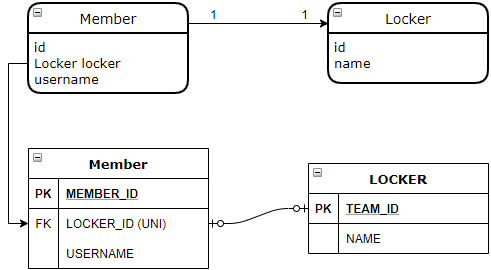 Member
1
1
Locker
id
Locker locker
username
id
name
Member
PK MEMBER_ID
FK LOCKER_ID (UNI)
USERNAME
LOCKER
PK TEAM_ID
NAME